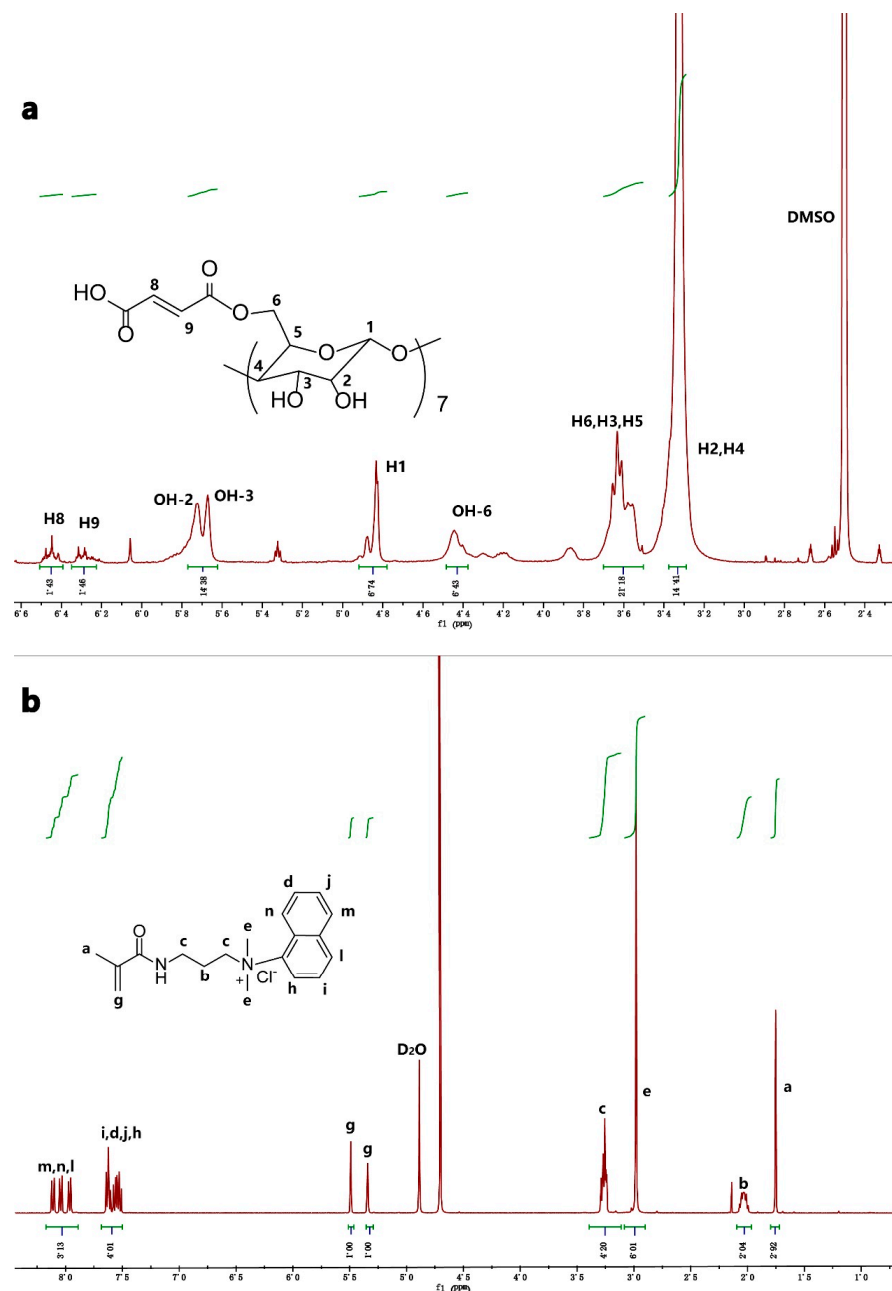 a
DMSO
O
HO
8
O
6
O
9
O
5
1
O
4
O
3
2
HO
OH
7
H6,H3,H5
H2,H4
H1
OH-2
OH-3
OH-6
H8
H9
1'43
1'46
14'38
6'74
6'43
21'18
14'41
6'6 6'4 6'2 6'0 5'8 5'6 5'4 5'2 5'0 4'8 4'6 4'4 4'2 4'0 3'8 3'6 3'4 3'2 3'0 2'8 2'6 2'4
f1 (ppm)
b
d
j
n
m
e
O
c
c
a
N
l
N
H
b
+
Cl-
h
i
g
e
D2O
e
a
c
g
g
i,d,j,h
m,n,l
b
3'13
4'01
1'00
1'00
4'20
6'01
2'04
2'92
8'0 7'5 7'0 6'5 6'0 5'5 5'0 4'5 4'0 3'5 3'0 2'5 2'0 1'5 1'0
f1 (ppm)